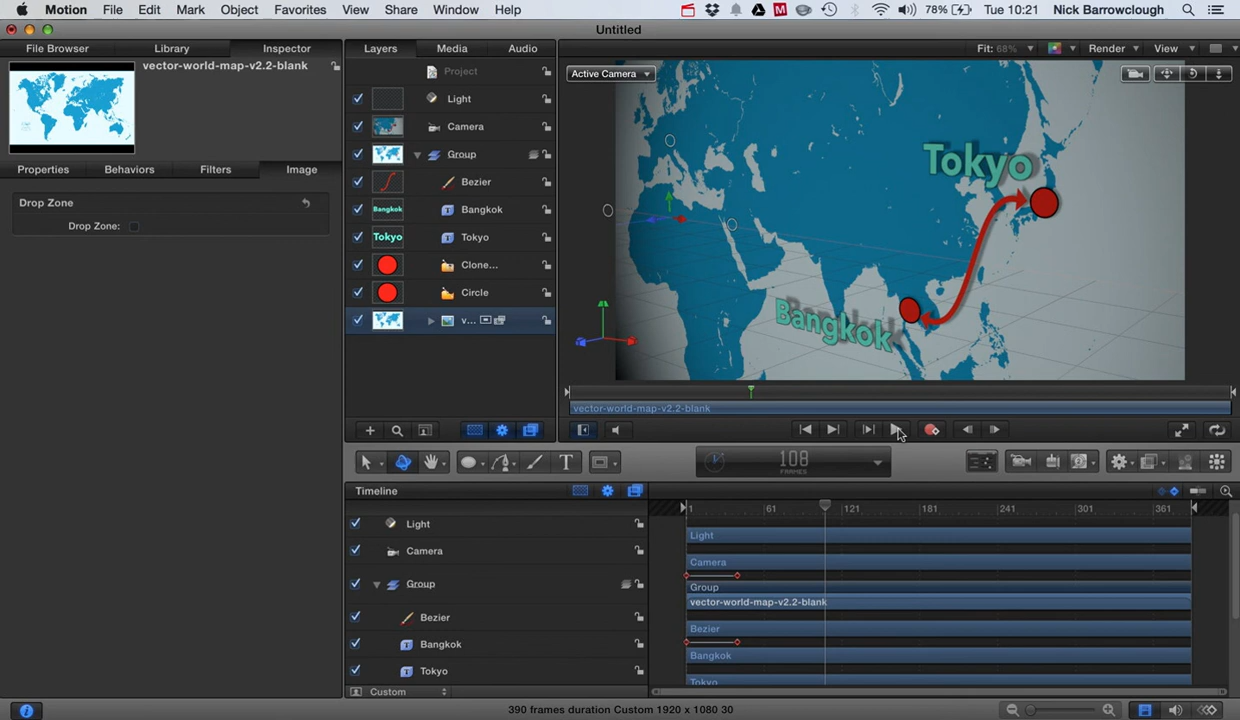 Motion File Edit Mark Object Favorites View Share Window Help 78% Tue 10:21 Nick Barrowclough
Untitled
File Browser Library Inspector Layers Media Audio Fit: 68% Render View
vector-world-map-v2.2-blank
Properties Behaviors Filters Image
Drop Zone
Drop Zone:
Project
Light
Camera
Group
Bezier
Bangkok Bangkok
Tokyo Tokyo
Clone...
Circle
v...
Active Camera
Tokyo
Bangkok
vector-world-map-v2.2-blank
T 108
FRAMES
Timeline
1 61 121 181 241 301 361
Light Light
Camera Camera
Group Group
vector-world-map-v2.2-blank
Bezier Bezier
Bangkok Bangkok
Tokyo Tokyo
Custom
390 frames duration Custom 1920 x 1080 30